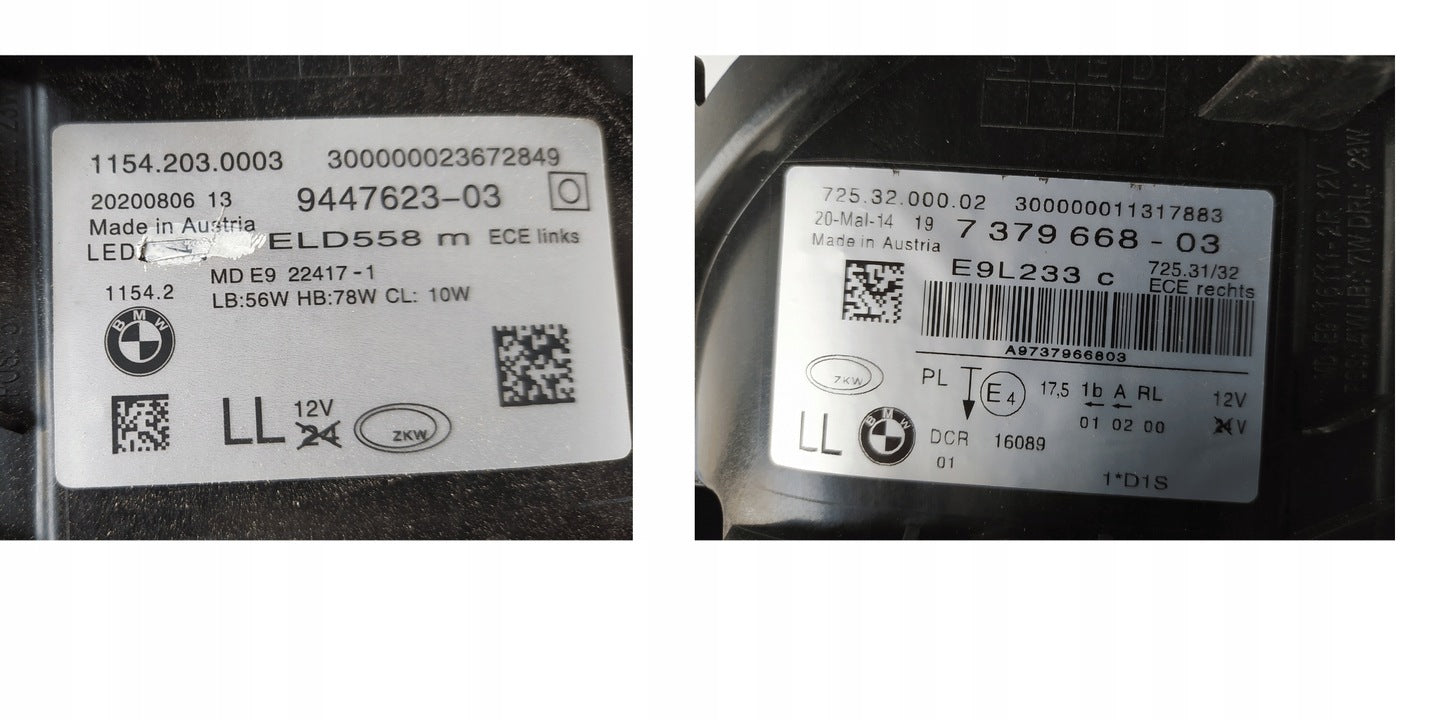 1154.203.0003 300000023672849
20200806 13 9447623-03
Made in Austria
LED ELD558 m ECE links
MD E9 22417-1
1154.2 LB:56W HB:78W CL: 10W
BMW
LL 12V
24 ZKW
725.32.000.02 300000011317883
20-Mai-14 19 7 379 668 - 03
Made in Austria
E9L233 c 725.31/32
ECE rechts
A9737966803
ZKW PL E4 17,5 1b A RL 12V
01 02 00 24 V
LL BMW DCR 16089
01
1*D1S